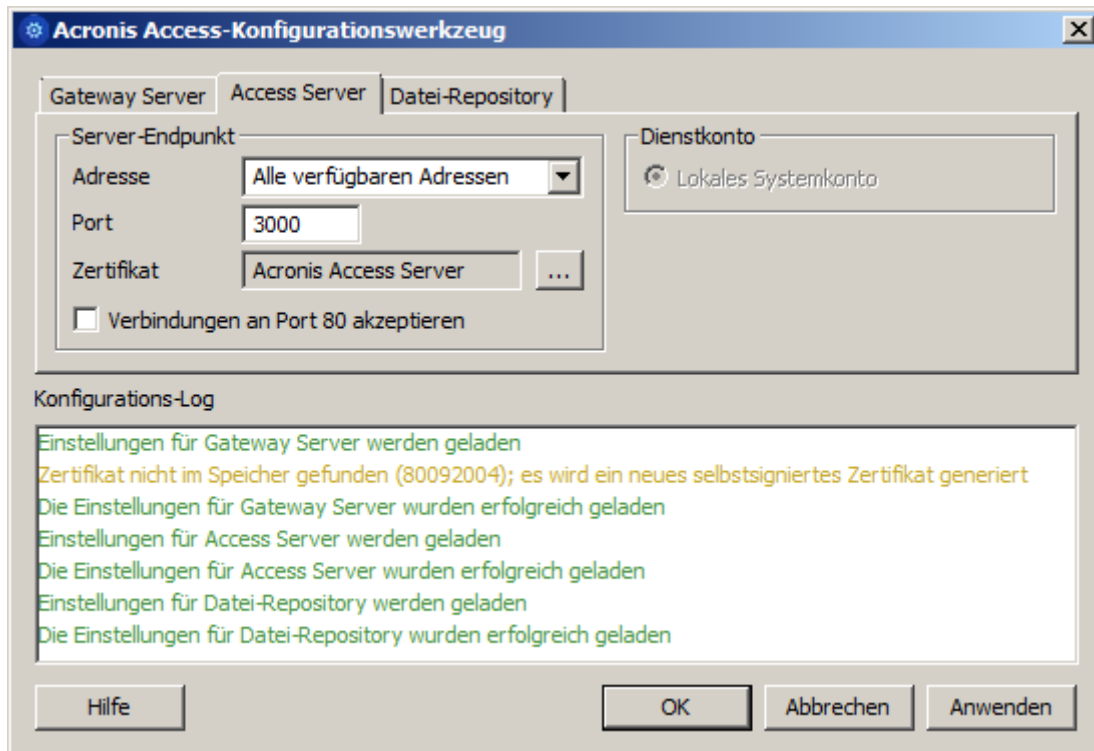 Acronis Access-Konfigurationswerkzeug
Gateway Server Access Server Datei-Repository
Server-Endpunkt
Adresse Alle verfügbaren Adressen
Port 3000
Zertifikat Acronis Access Server ...
Verbindungen an Port 80 akzeptieren
Dienstkonto
Lokales Systemkonto
Konfigurations-Log
Einstellungen für Gateway Server werden geladen
Zertifikat nicht im Speicher gefunden (80092004); es wird ein neues selbstsigniertes Zertifikat generiert
Die Einstellungen für Gateway Server wurden erfolgreich geladen
Einstellungen für Access Server werden geladen
Die Einstellungen für Access Server wurden erfolgreich geladen
Einstellungen für Datei-Repository werden geladen
Die Einstellungen für Datei-Repository wurden erfolgreich geladen
Hilfe OK Abbrechen Anwenden